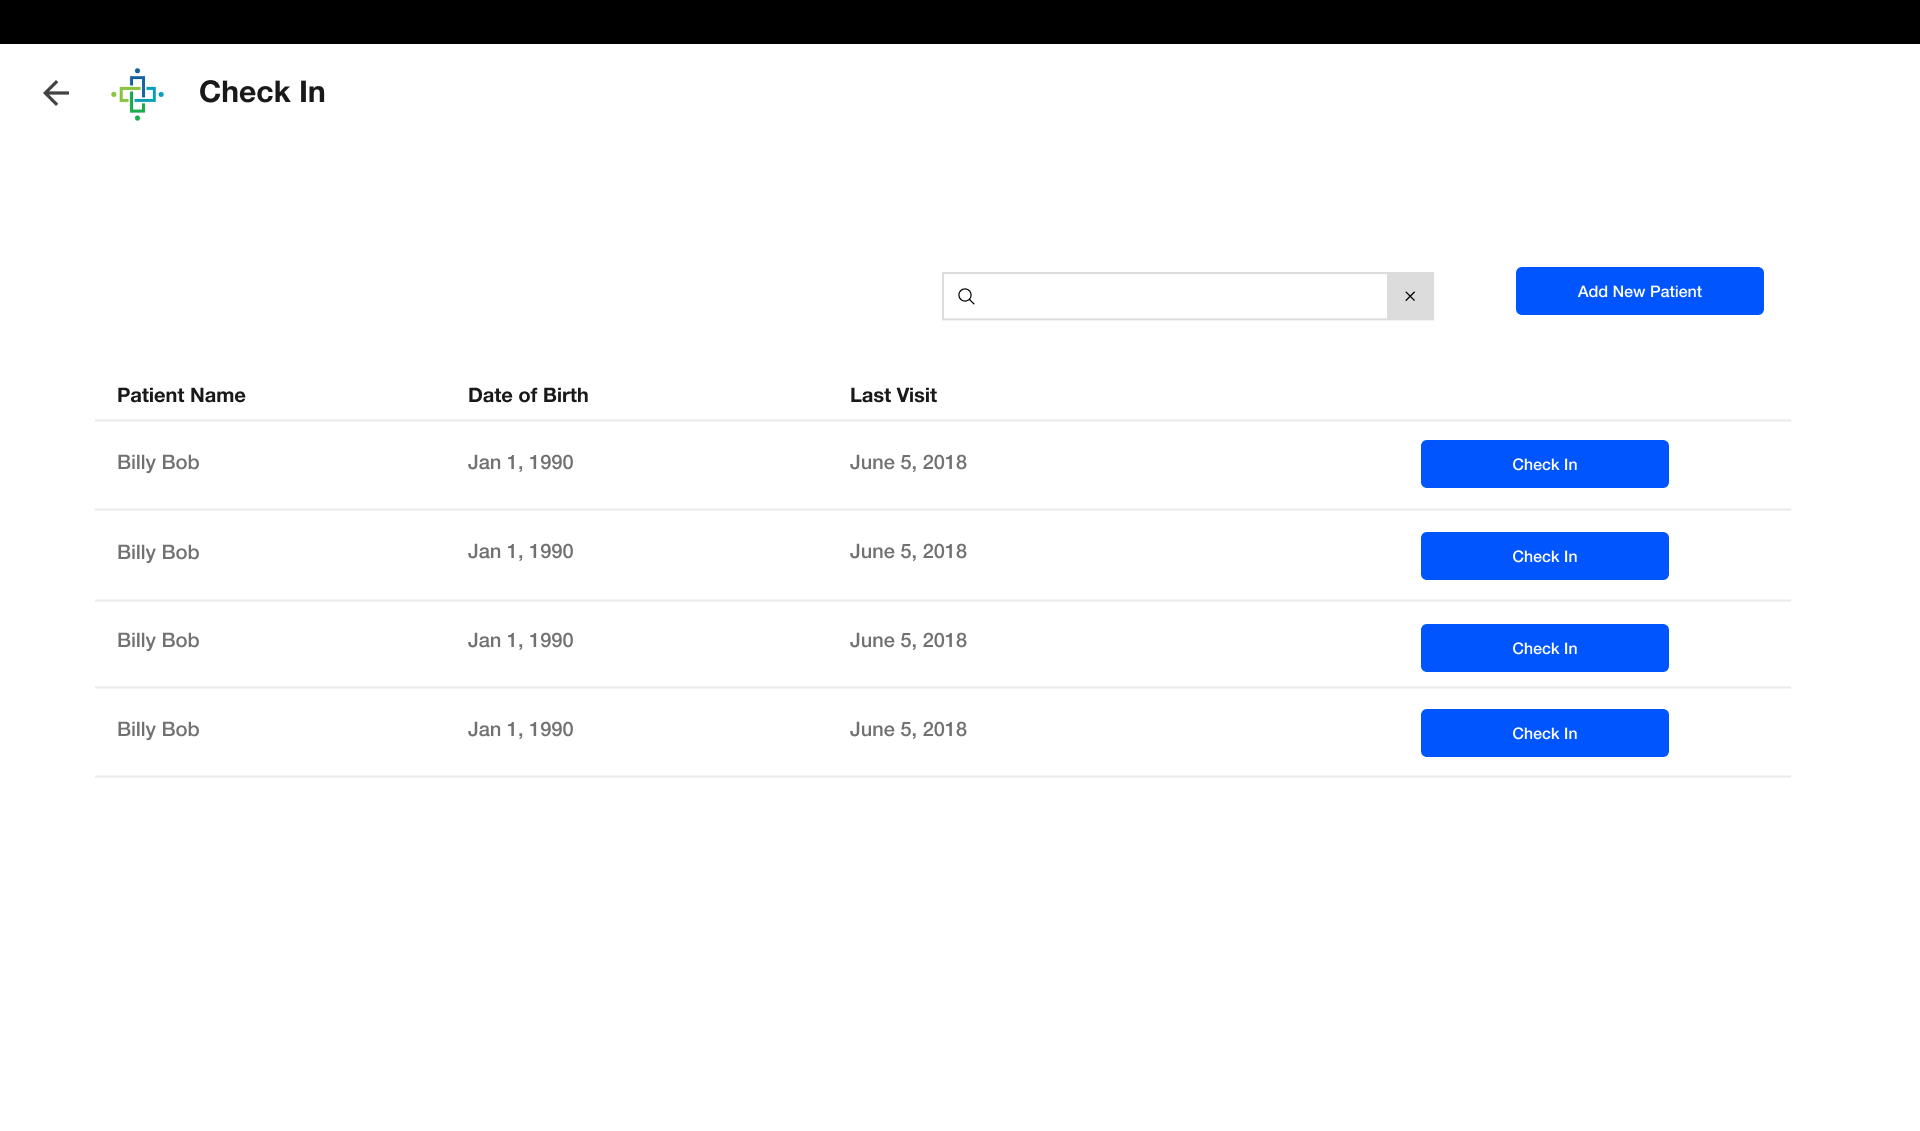 Check In
Add New Patient
Patient Name Date of Birth Last Visit
Billy Bob Jan 1, 1990 June 5, 2018 Check In
Billy Bob Jan 1, 1990 June 5, 2018 Check In
Billy Bob Jan 1, 1990 June 5, 2018 Check In
Billy Bob Jan 1, 1990 June 5, 2018 Check In